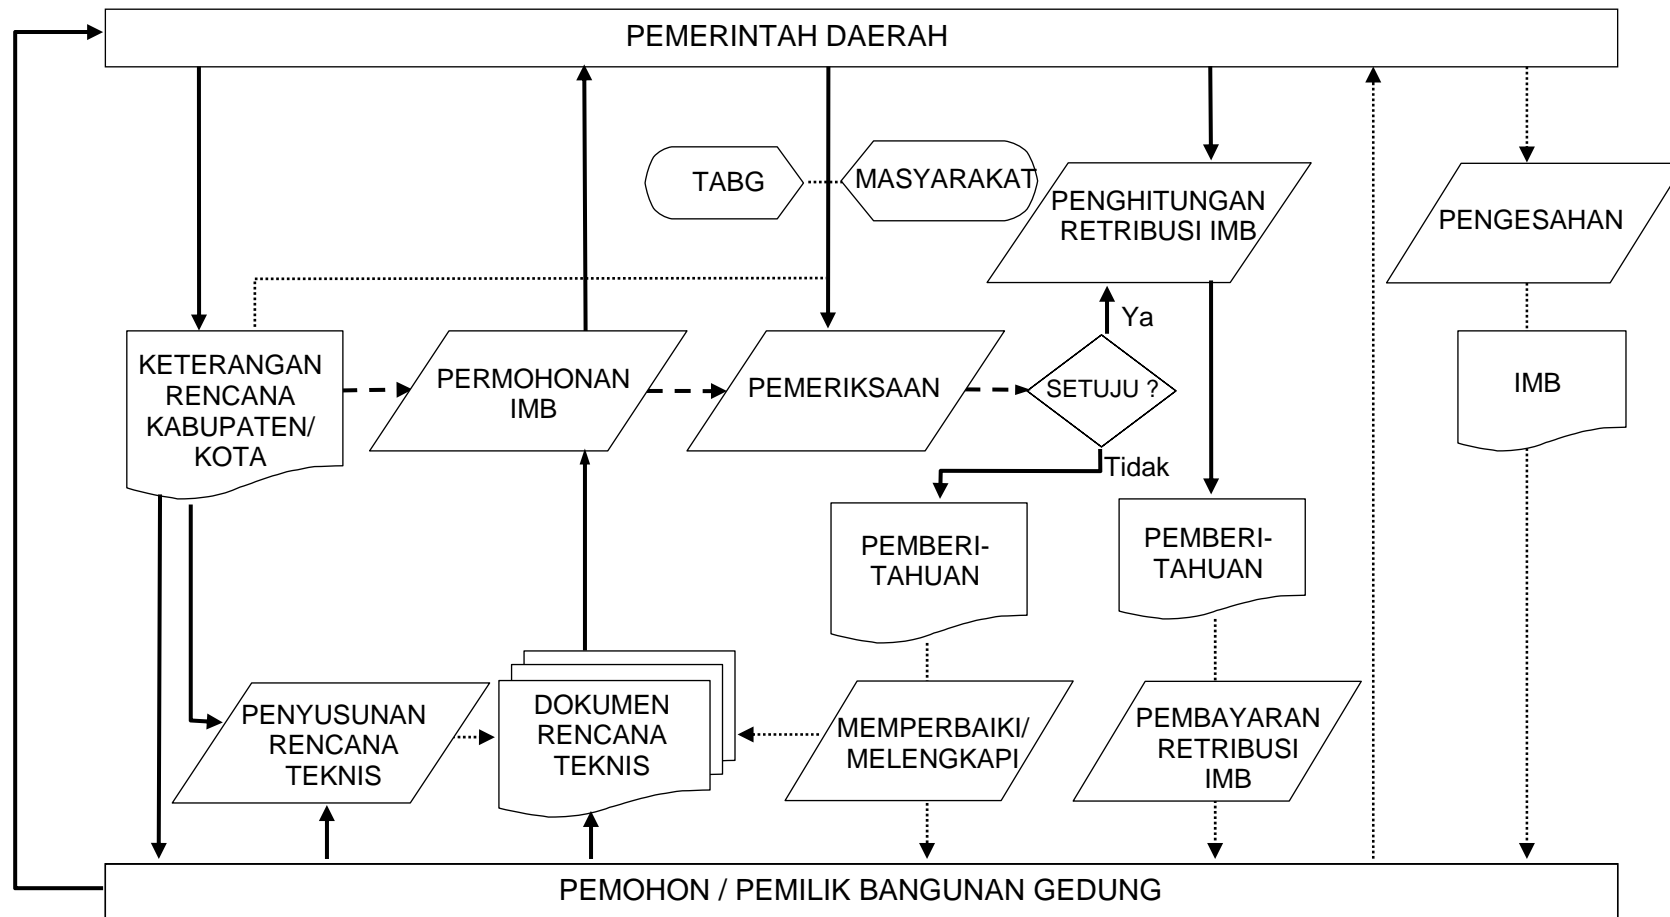 PEMERINTAH DAERAH
TABG
MASYARAKAT
PENGHITUNGAN
RETRIBUSI IMB
PENGESAHAN
Ya
KETERANGAN
RENCANA
KABUPATEN/
KOTA
PERMOHONAN
IMB
PEMERIKSAAN
SETUJU ?
IMB
Tidak
PEMBERI-
TAHUAN
PEMBERI-
TAHUAN
PENYUSUNAN
RENCANA
TEKNIS
DOKUMEN
RENCANA
TEKNIS
MEMPERBAIKI/
MELENGKAPI
PEMBAYARAN
RETRIBUSI
IMB
PEMOHON / PEMILIK BANGUNAN GEDUNG